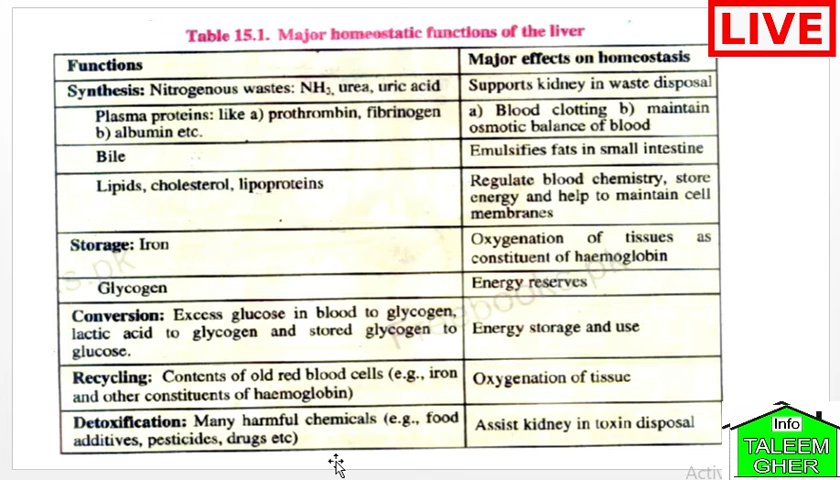 LIVE
Table 15.1. Major homeostatic functions of the liver
Functions
Major effects on homeostasis
Synthesis: Nitrogenous wastes: NH3, urea, uric acid
Supports kidney in waste disposal
Plasma proteins: like a) prothrombin, fibrinogen
b) albumin etc.
a) Blood clotting b) maintain
osmotic balance of blood
Bile
Emulsifies fats in small intestine
Lipids, cholesterol, lipoproteins
Regulate blood chemistry, store
energy and help to maintain cell
membranes
Storage: Iron
Oxygenation of tissues as
constituent of haemoglobin
Glycogen
Energy reserves
Conversion: Excess glucose in blood to glycogen,
lactic acid to glycogen and stored glycogen to
glucose.
Energy storage and use
Recycling: Contents of old red blood cells (e.g., iron
and other constituents of haemoglobin)
Oxygenation of tissue
Detoxification: Many harmful chemicals (e.g., food
additives, pesticides, drugs etc)
Assist kidney in toxin disposal
Info
TALEEM
GHER
Activ